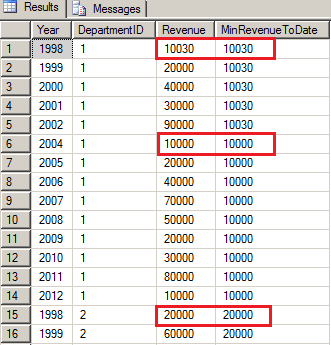 Results Messages
Year DepartmentID Revenue MinRevenueToDate
1 1998 1 10030 10030
2 1999 1 20000 10030
3 2000 1 40000 10030
4 2001 1 30000 10030
5 2002 1 90000 10030
6 2004 1 10000 10000
7 2005 1 20000 10000
8 2006 1 40000 10000
9 2007 1 70000 10000
10 2008 1 50000 10000
11 2009 1 20000 10000
12 2010 1 30000 10000
13 2011 1 80000 10000
14 2012 1 10000 10000
15 1998 2 20000 20000
16 1999 2 60000 20000